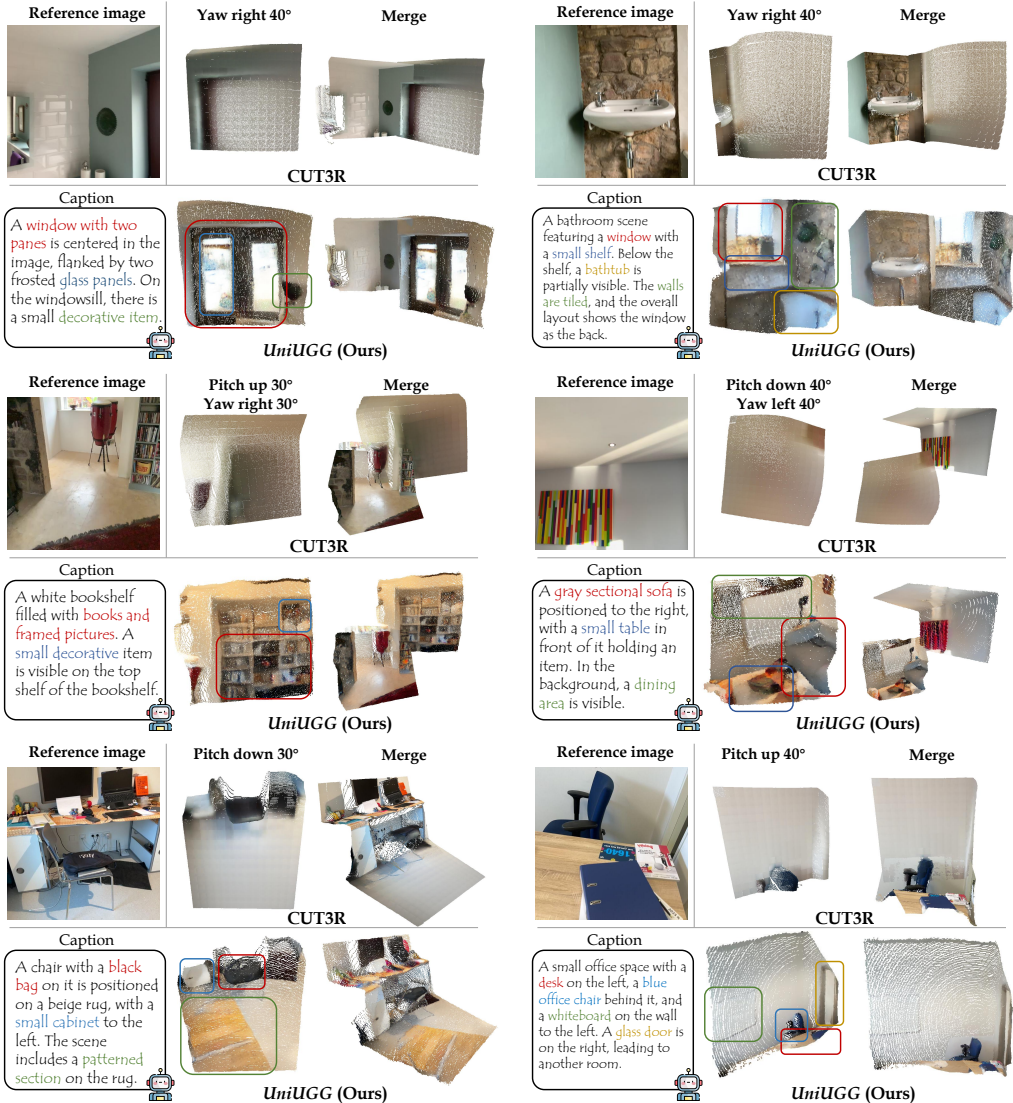 Reference image
Yaw right 40°
Merge
CUT3R
Caption
A window with two
panes is centered in the
image, flanked by two
frosted glass panels. On
the windowsill, there is
a small decorative item.
UniUGG (Ours)
Reference image
Yaw right 40°
Merge
CUT3R
Caption
A bathroom scene
featuring a window with
a small shelf. Below the
shelf, a bathtub is
partially visible. The walls
are tiled, and the overall
layout shows the window
as the back.
UniUGG (Ours)
Reference image
Pitch up 30°
Yaw right 30°
Merge
CUT3R
Caption
A white bookshelf
filled with books and
framed pictures. A
small decorative item
is visible on the top
shelf of the bookshelf.
UniUGG (Ours)
Reference image
Pitch down 40°
Yaw left 40°
Merge
CUT3R
Caption
A gray sectional sofa is
positioned to the right,
with a small table in
front of it holding an
item. In the
background, a dining
area is visible.
UniUGG (Ours)
Reference image
Pitch down 30°
Merge
CUT3R
Caption
A chair with a black
bag on it is positioned
on a beige rug, with a
small cabinet to the
left. The scene
includes a patterned
section on the rug.
UniUGG (Ours)
Reference image
Pitch up 40°
Merge
CUT3R
Caption
A small office space with a
desk on the left, a blue
office chair behind it, and
a whiteboard on the wall
to the left. A glass door is
on the right, leading to
another room.
UniUGG (Ours)